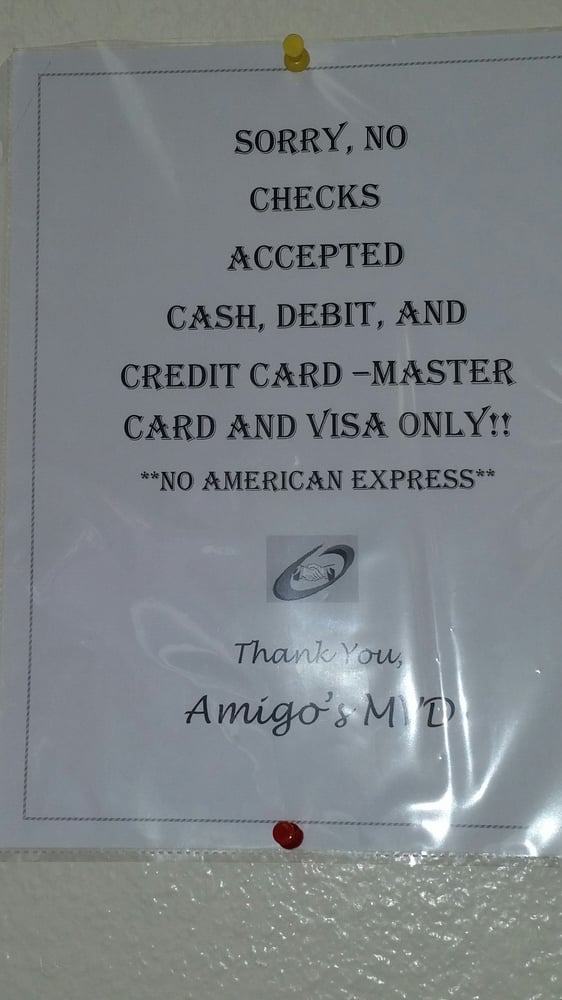 SORRY, NO
CHECKS
ACCEPTED
CASH, DEBIT, AND
CREDIT CARD –MASTER
CARD AND VISA ONLY!!
**NO AMERICAN EXPRESS**
Thank You,
Amigo's MVD